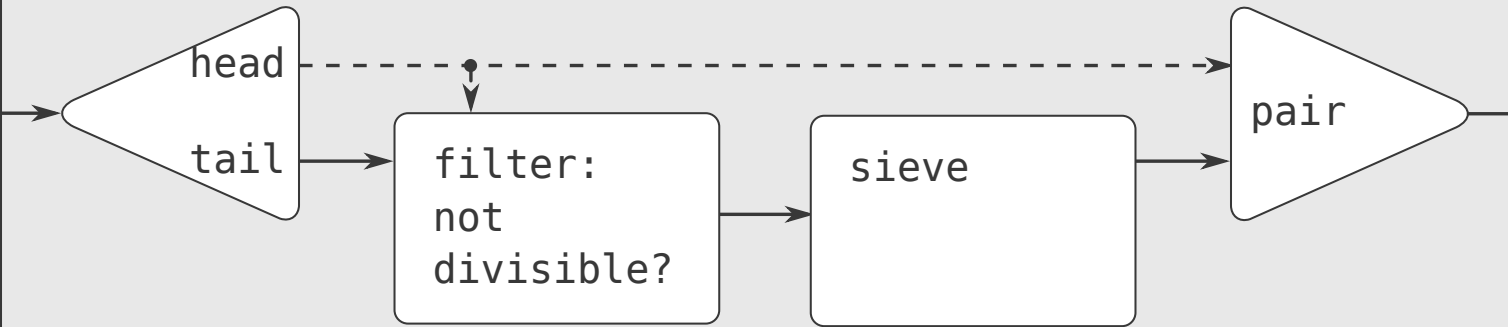 head
tail
filter:
not
divisible?
sieve
pair